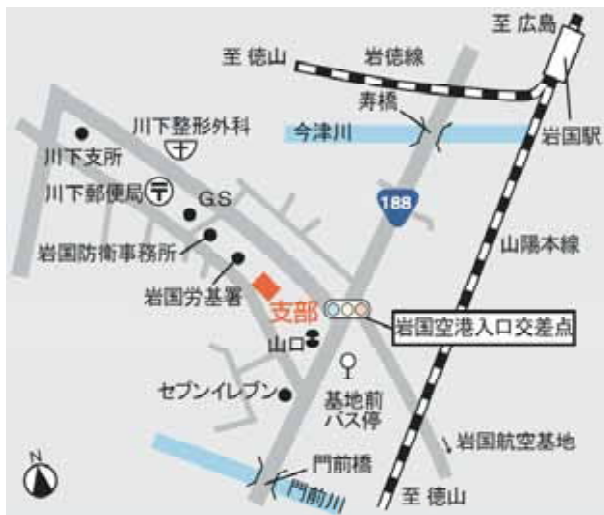 至 広島
至 徳山
岩徳線
寿橋
今津川
岩国駅
川下整形外科
川下支所
川下郵便局
G.S
188
岩国防衛事務所
山陽本線
岩国労基署
支部
岩国空港入口交差点
山口
セブンイレブン
基地前
バス停
岩国航空基地
門前橋
門前川
至 徳山
N